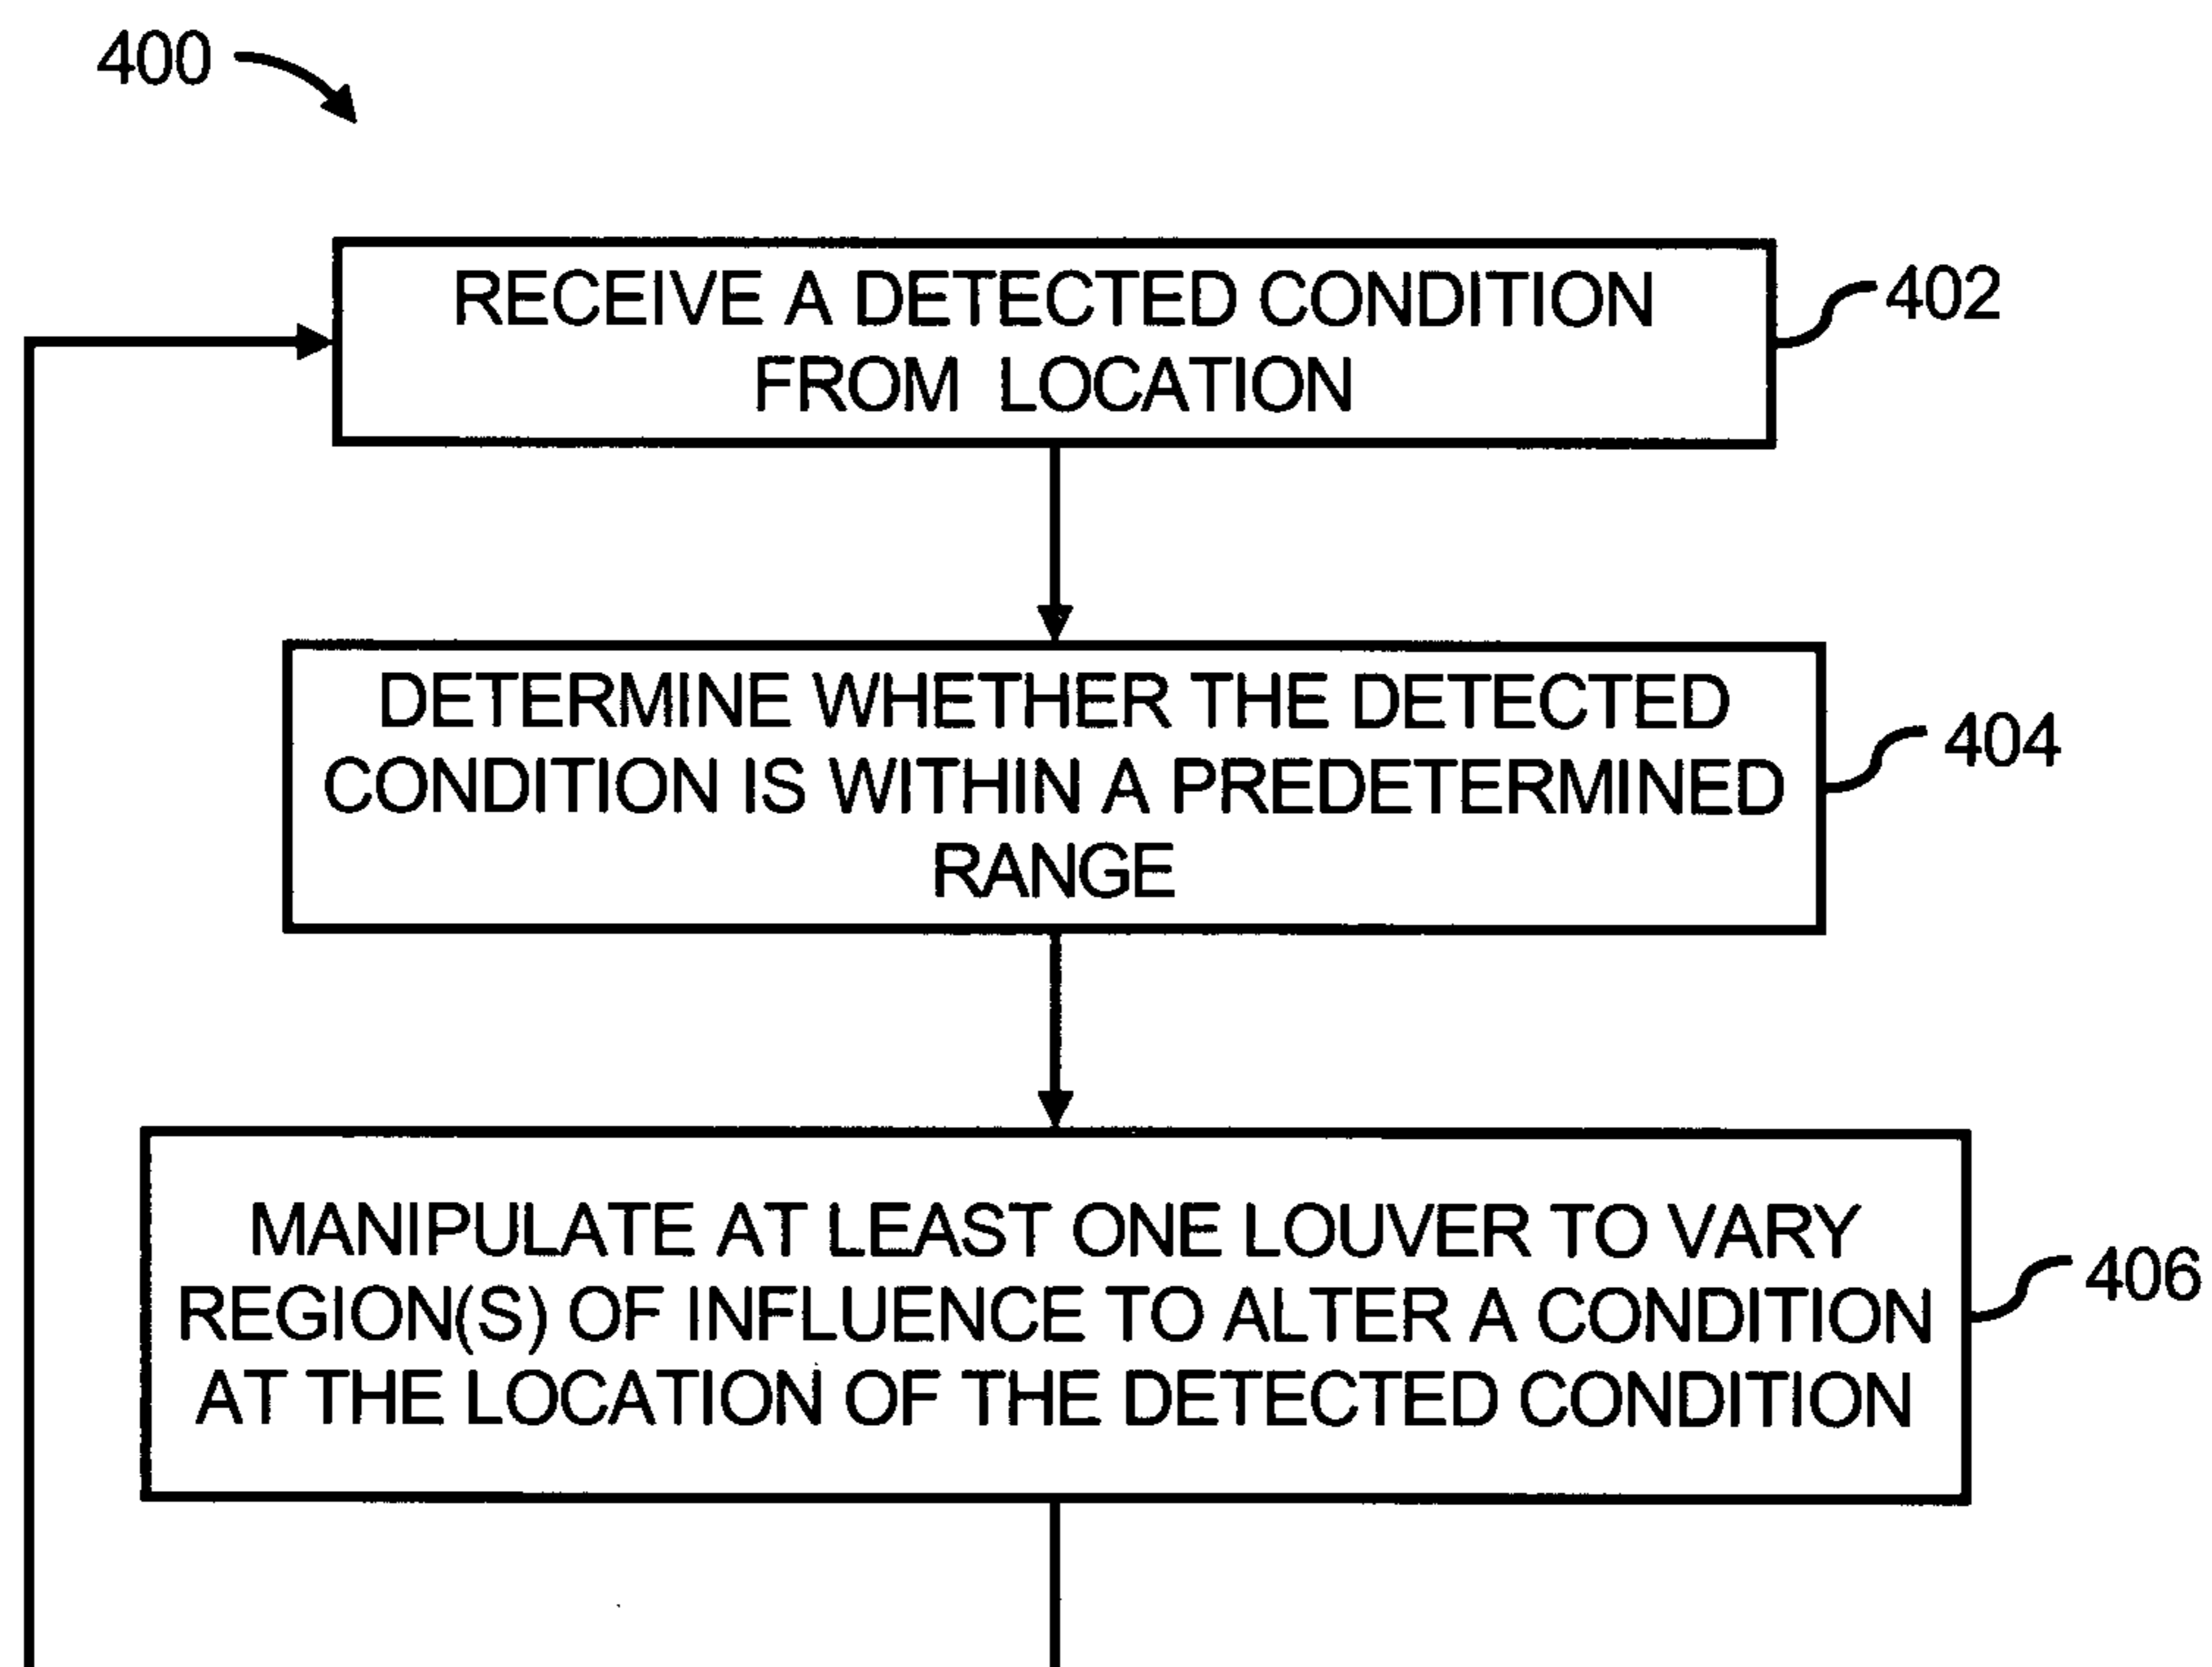 400
RECEIVE A DETECTED CONDITION
FROM LOCATION
402
DETERMINE WHETHER THE DETECTED
CONDITION IS WITHIN A PREDETERMINED
RANGE
404
MANIPULATE AT LEAST ONE LOUVER TO VARY
REGION(S) OF INFLUENCE TO ALTER A CONDITION
AT THE LOCATION OF THE DETECTED CONDITION
406